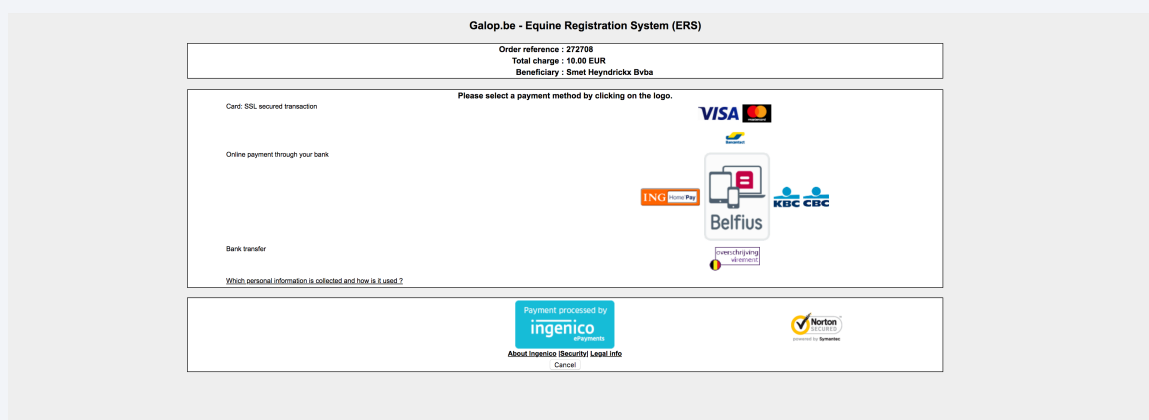 Galop.be - Equine Registration System (ERS)
Order reference : 272708
Total charge : 10.00 EUR
Beneficiary : Smet Heyndrickx Bvba
Please select a payment method by clicking on the logo.
Card: SSL secured transaction
VISA
Bancontact
Online payment through your bank
ING Home'Pay
Belfius
KBC CBC
Bank transfer
overschrijving
virement
Which personal information is collected and how is it used ?
Payment processed by
ingenico
ePayments
Norton
SECURED
powered by Symantec
About Ingenico |Security| Legal info
Cancel